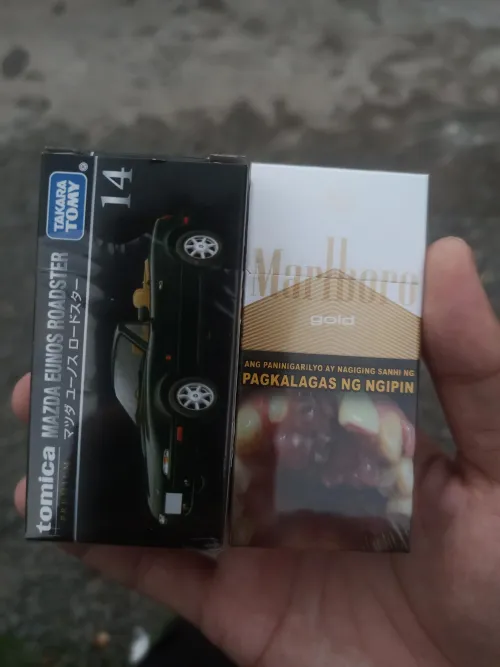 TAKARA
TOMY
14
tomica MAZDA EUNOS ROADSTER
PREMIUM マツダ ユーノス ロードスター
Marlboro
gold
ANG PANINIGARILYO AY NAGIGING SANHI NG
PAGKALAGAS NG NGIPIN